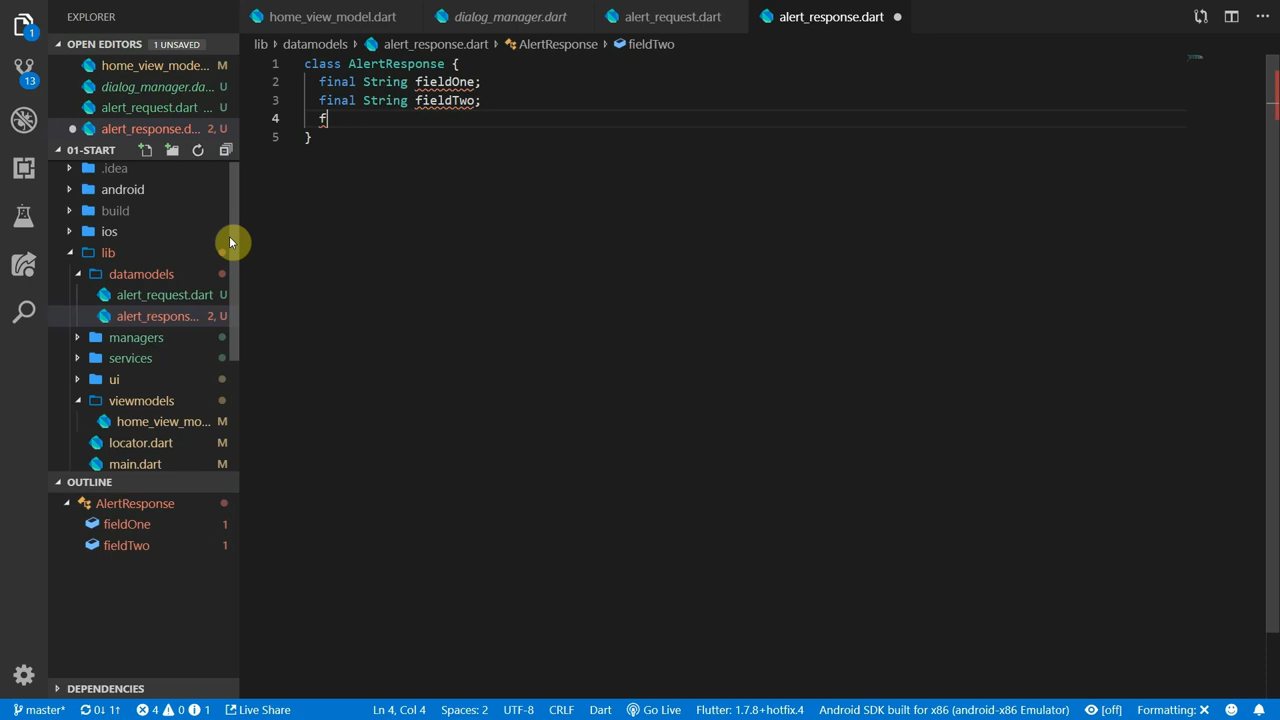 EXPLORER
home_view_model.dart
dialog_manager.dart
alert_request.dart
alert_response.dart
OPEN EDITORS 1 UNSAVED
lib datamodels alert_response.dart AlertResponse fieldTwo
home_view_mode... M
dialog_manager.da... U
alert_request.dart ... U
alert_response.d... 2, U
01-START
.idea
android
build
ios
lib
datamodels
alert_request.dart U
alert_respons... 2, U
managers
services
ui
viewmodels
home_view_mo... M
locator.dart M
main.dart M
OUTLINE
AlertResponse
fieldOne 1
fieldTwo 1
DEPENDENCIES
1
13
1 class AlertResponse {
2 final String fieldOne;
3 final String fieldTwo;
4 f
5 }
master* 0↓ 1↑ 4 0 1 Live Share Ln 4, Col 4 Spaces: 2 UTF-8 CRLF Dart Go Live Flutter: 1.7.8+hotfix.4 Android SDK built for x86 (android-x86 Emulator) [off] Formatting: ✕